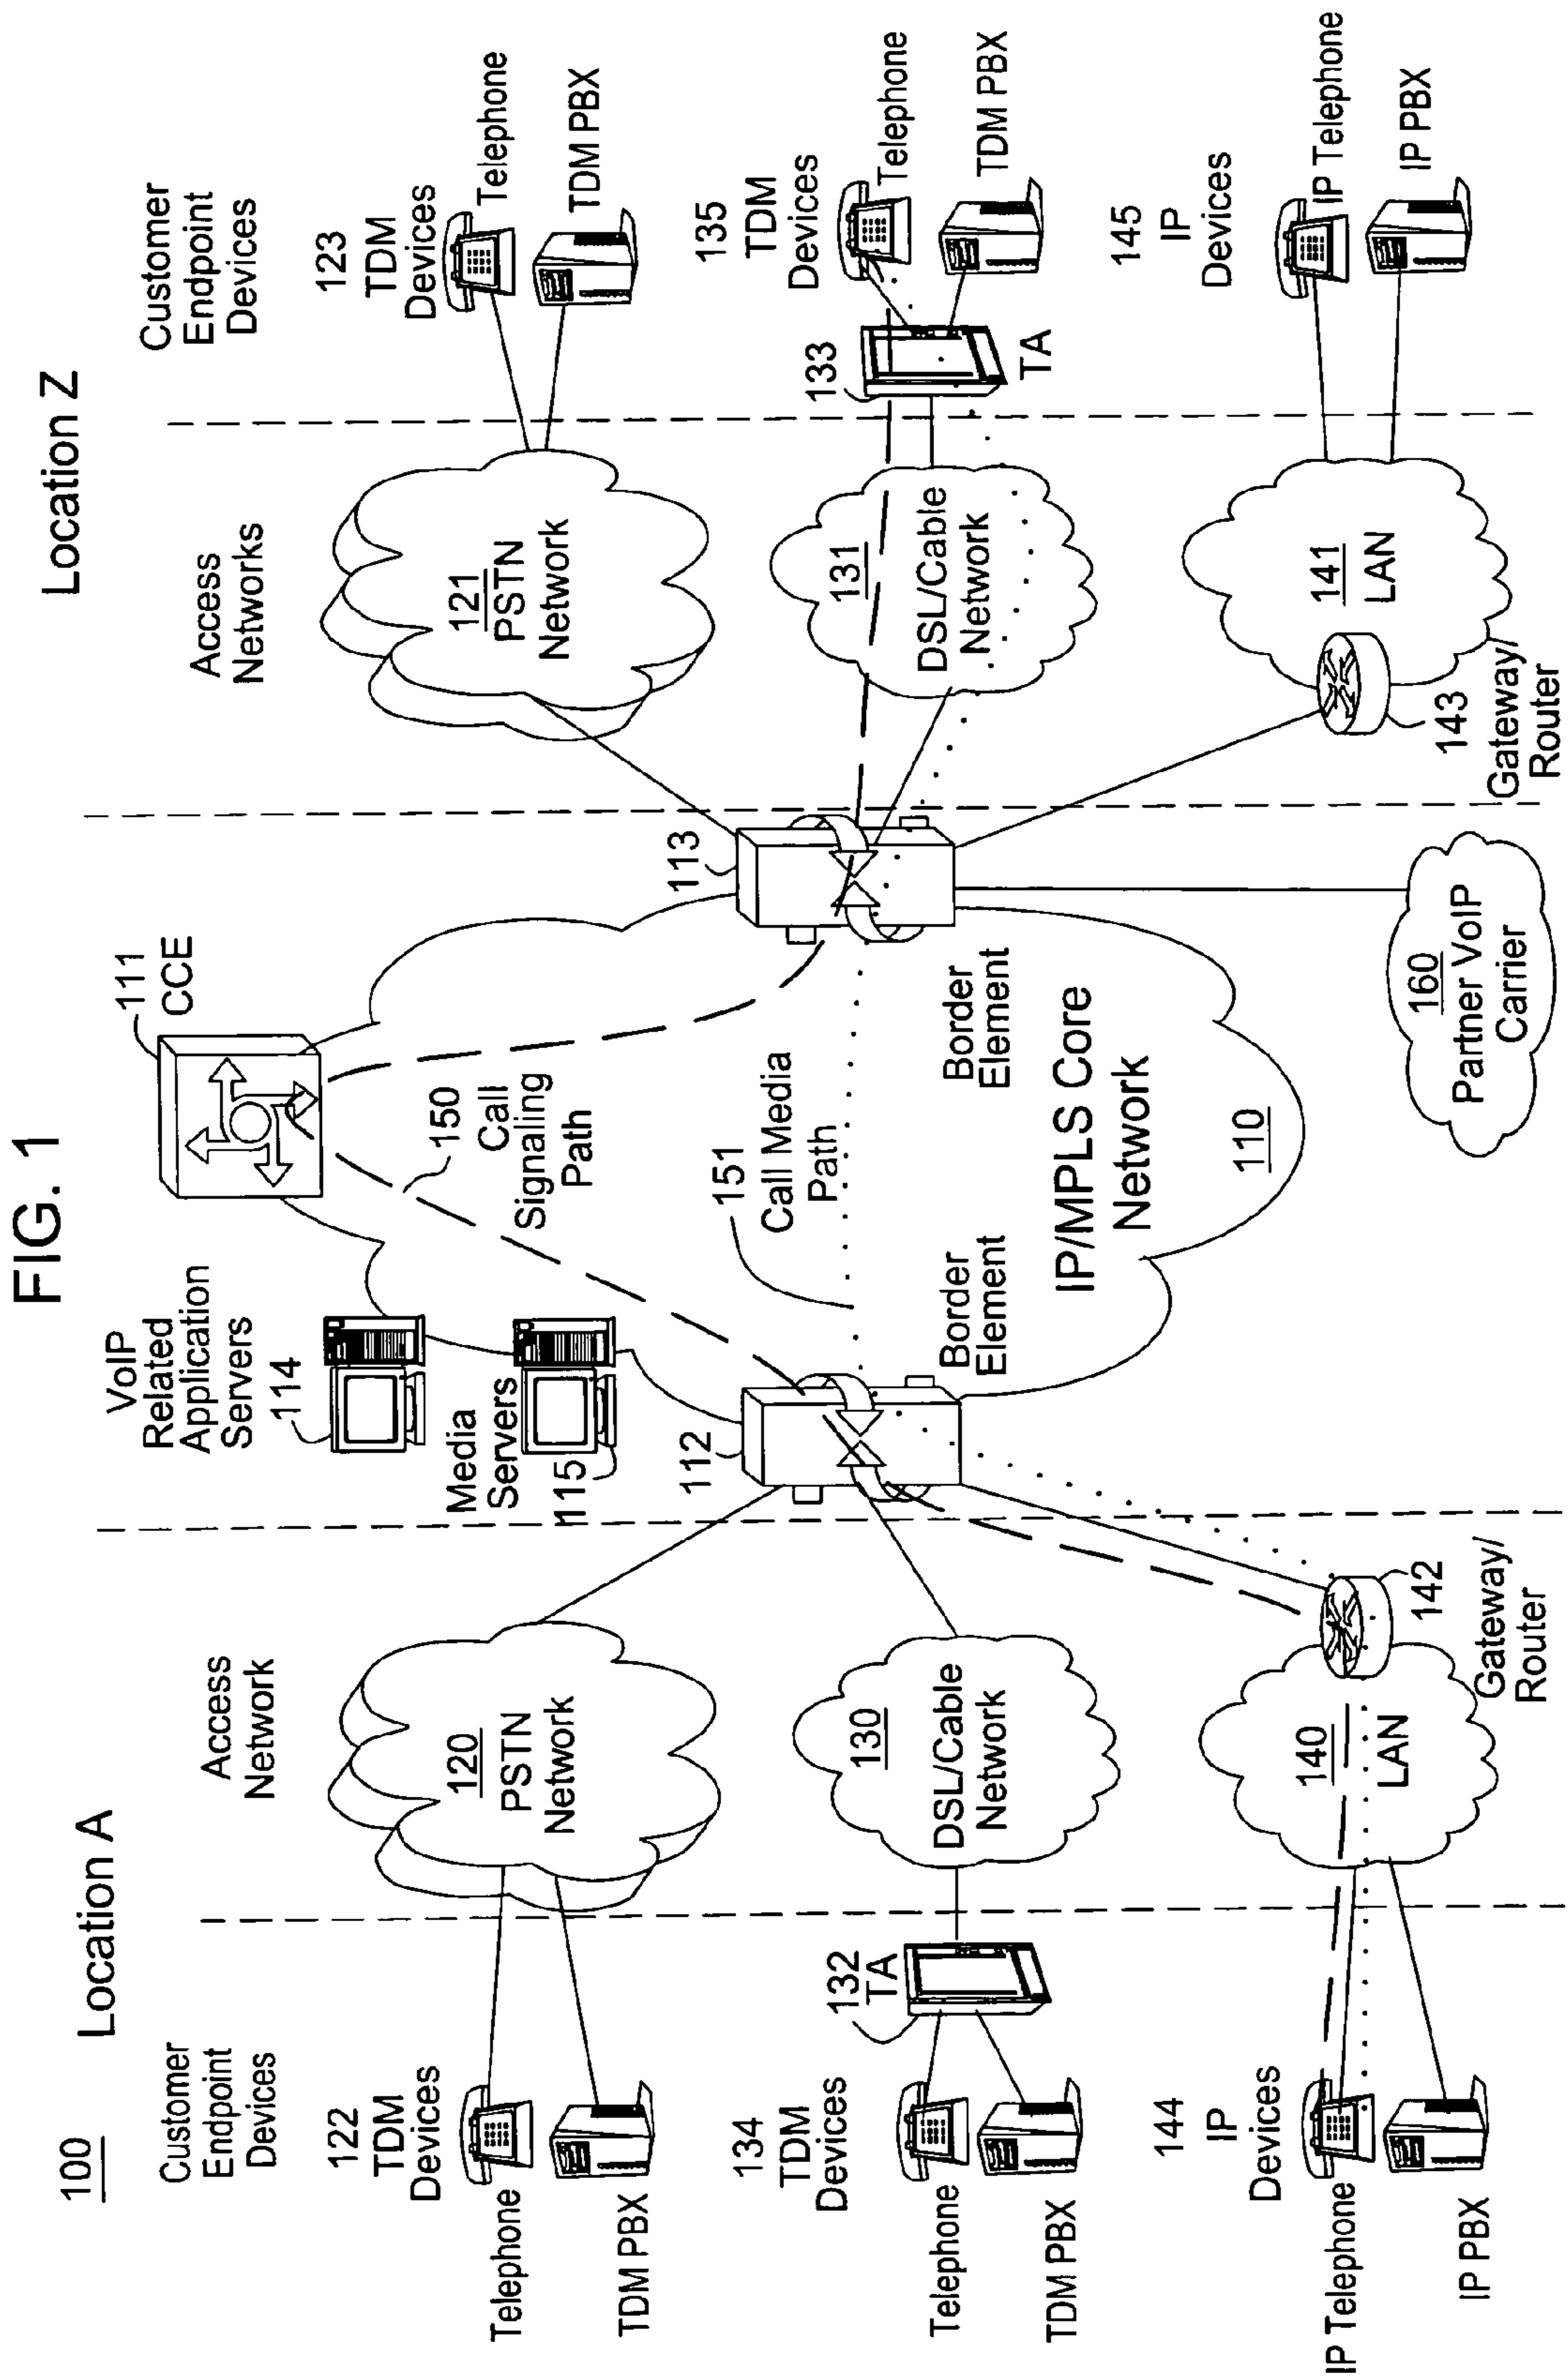 FIG. 1
100
Location A
Location Z
Customer
Endpoint
Devices
Access
Network
VoIP
Related
Application
Servers
114
Media
Servers
115
111
CCE
Access
Networks
Customer
Endpoint
Devices
122
TDM
Devices
Telephone
TDM PBX
120
PSTN
Network
112
150
Call
Signaling
Path
151
Call Media
Path
113
121
PSTN
Network
123
TDM
Devices
Telephone
TDM PBX
134
TDM
Devices
Telephone
TDM PBX
132
TA
130
DSL/Cable
Network
Border
Element
Border
Element
IP/MPLS Core
Network
110
131
DSL/Cable
Network
133
TA
135
TDM
Devices
Telephone
TDM PBX
144
IP
Devices
IP Telephone
IP PBX
140
LAN
142
Gateway/
Router
160
Partner VoIP
Carrier
143
Gateway/
Router
141
LAN
145
IP
Devices
IP Telephone
IP PBX